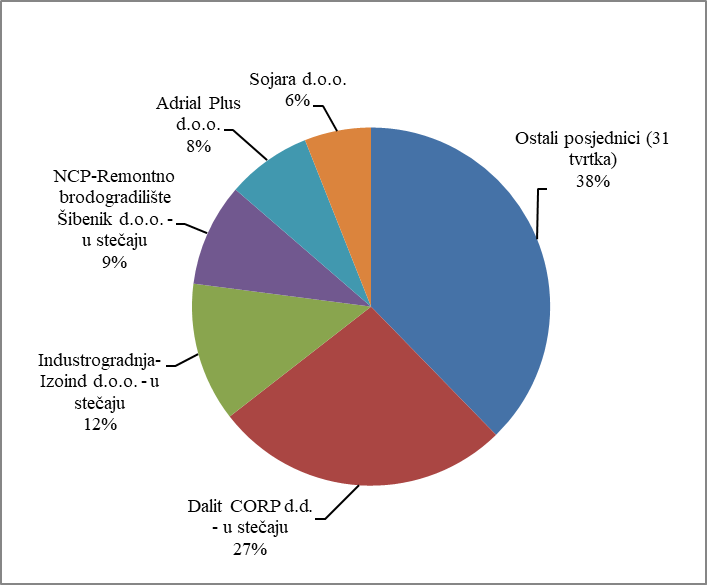 Sojara d.o.o.
6%
Adrial Plus
d.o.o.
8%
NCP-Remontno
brodogradilište
Šibenik d.o.o. -
u stečaju
9%
Industrogradnja-
Izoind d.o.o. - u
stečaju
12%
Dalit CORP d.d.
- u stečaju
27%
Ostali posjednici (31
tvrtka)
38%